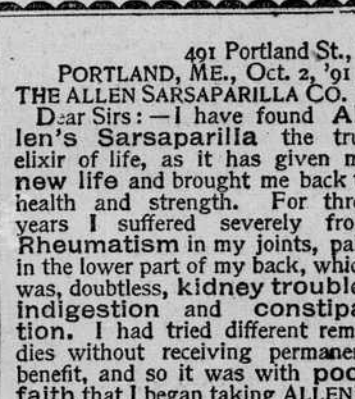 491 Portland St.,
PORTLAND, ME., Oct. 2, '91
THE ALLEN SARSAPARILLA CO.
Dear Sirs: — I have found A
len's Sarsaparilla the tru
elixir of life, as it has given m
new life and brought me back t
health and strength. For thre
years I suffered severely fro
Rheumatism in my joints, pa
in the lower part of my back, whic
was, doubtless, kidney trouble
indigestion and constipa
tion. I had tried different rem
dies without receiving permanen
benefit, and so it was with poo
faith that I began taking ALLEN